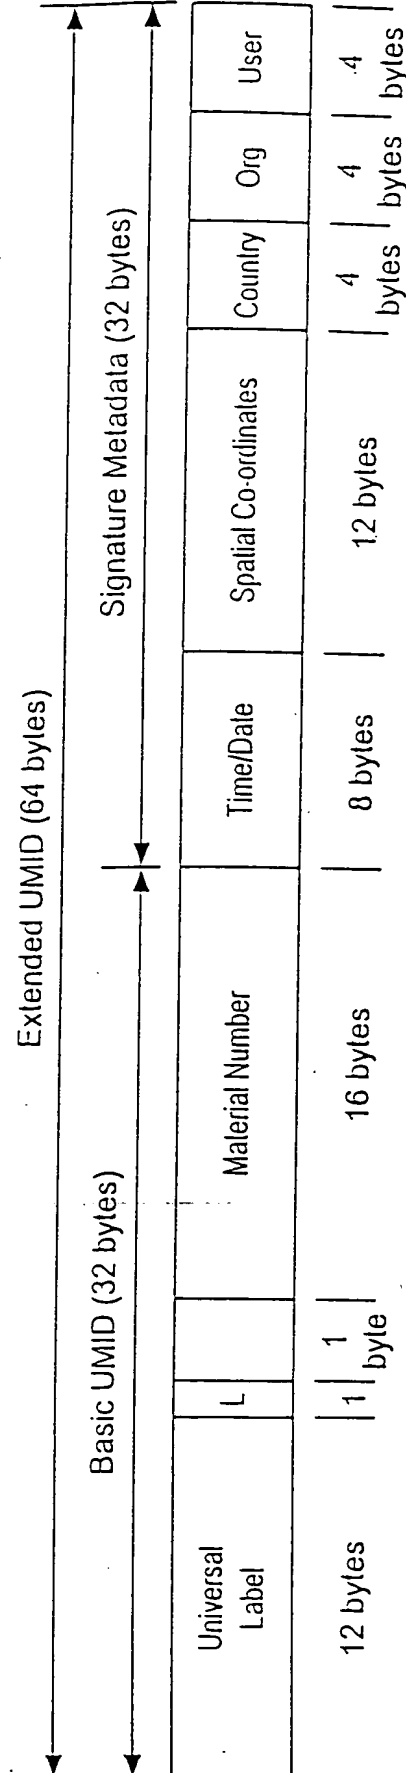 Extended UMID (64 bytes)
Basic UMID (32 bytes)
Signature Metadata (32 bytes)
Universal
Label
L
Material Number
Time/Date
Spatial Co-ordinates
Country
Org
User
12 bytes
1
1
byte
16 bytes
8 bytes
12 bytes
4
bytes
4
bytes
4
bytes